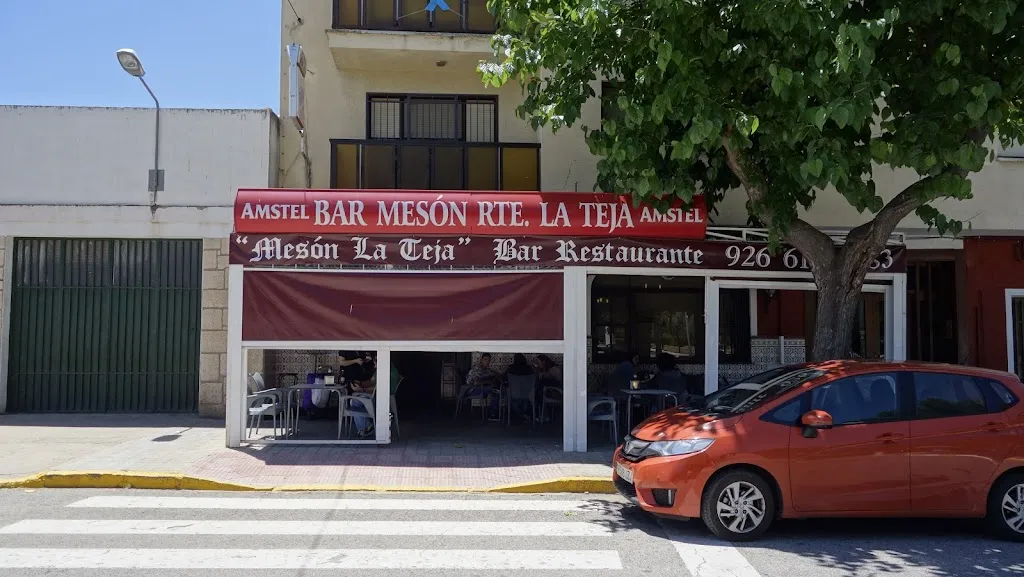 AMSTEL BAR MESÓN RTE. LA TEJA AMSTEL
"Mesón La Teja" Bar Restaurante 926